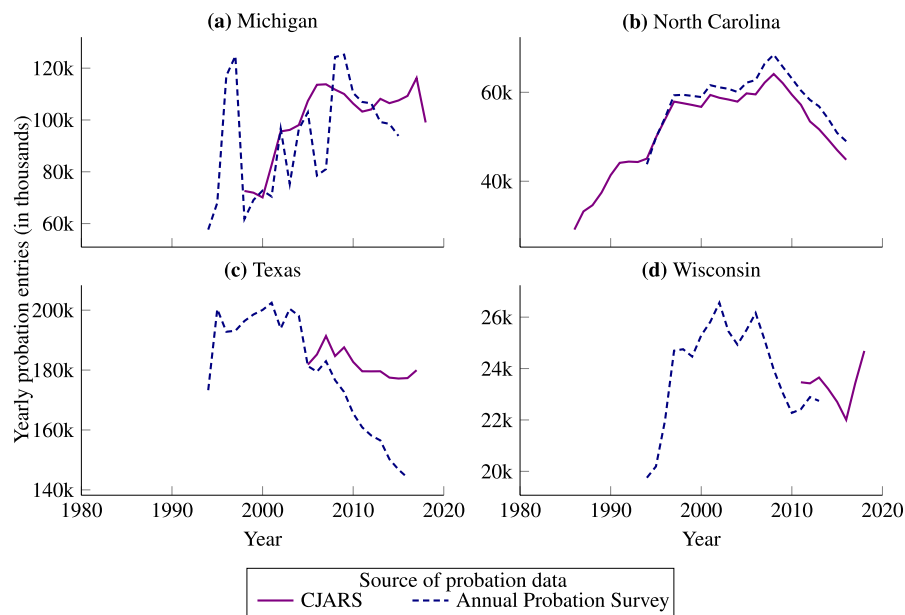 (a) Michigan
(b) North Carolina
120k
100k
80k
60k
60k
40k
Yearly probation entries (in thousands)
(c) Texas
(d) Wisconsin
200k
180k
160k
140k
26k
24k
22k
20k
1980 1990 2000 2010 2020
1980 1990 2000 2010 2020
Year
Year
Source of probation data
CJARS Annual Probation Survey